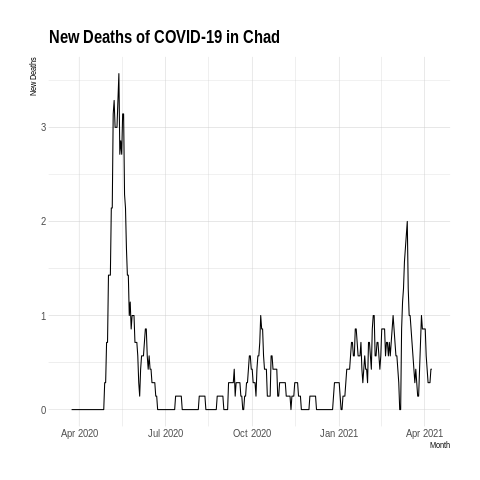 New Deaths of COVID-19 in Chad
New Deaths
3
2
1
0
Apr 2020 Jul 2020 Oct 2020 Jan 2021 Apr 2021
Month